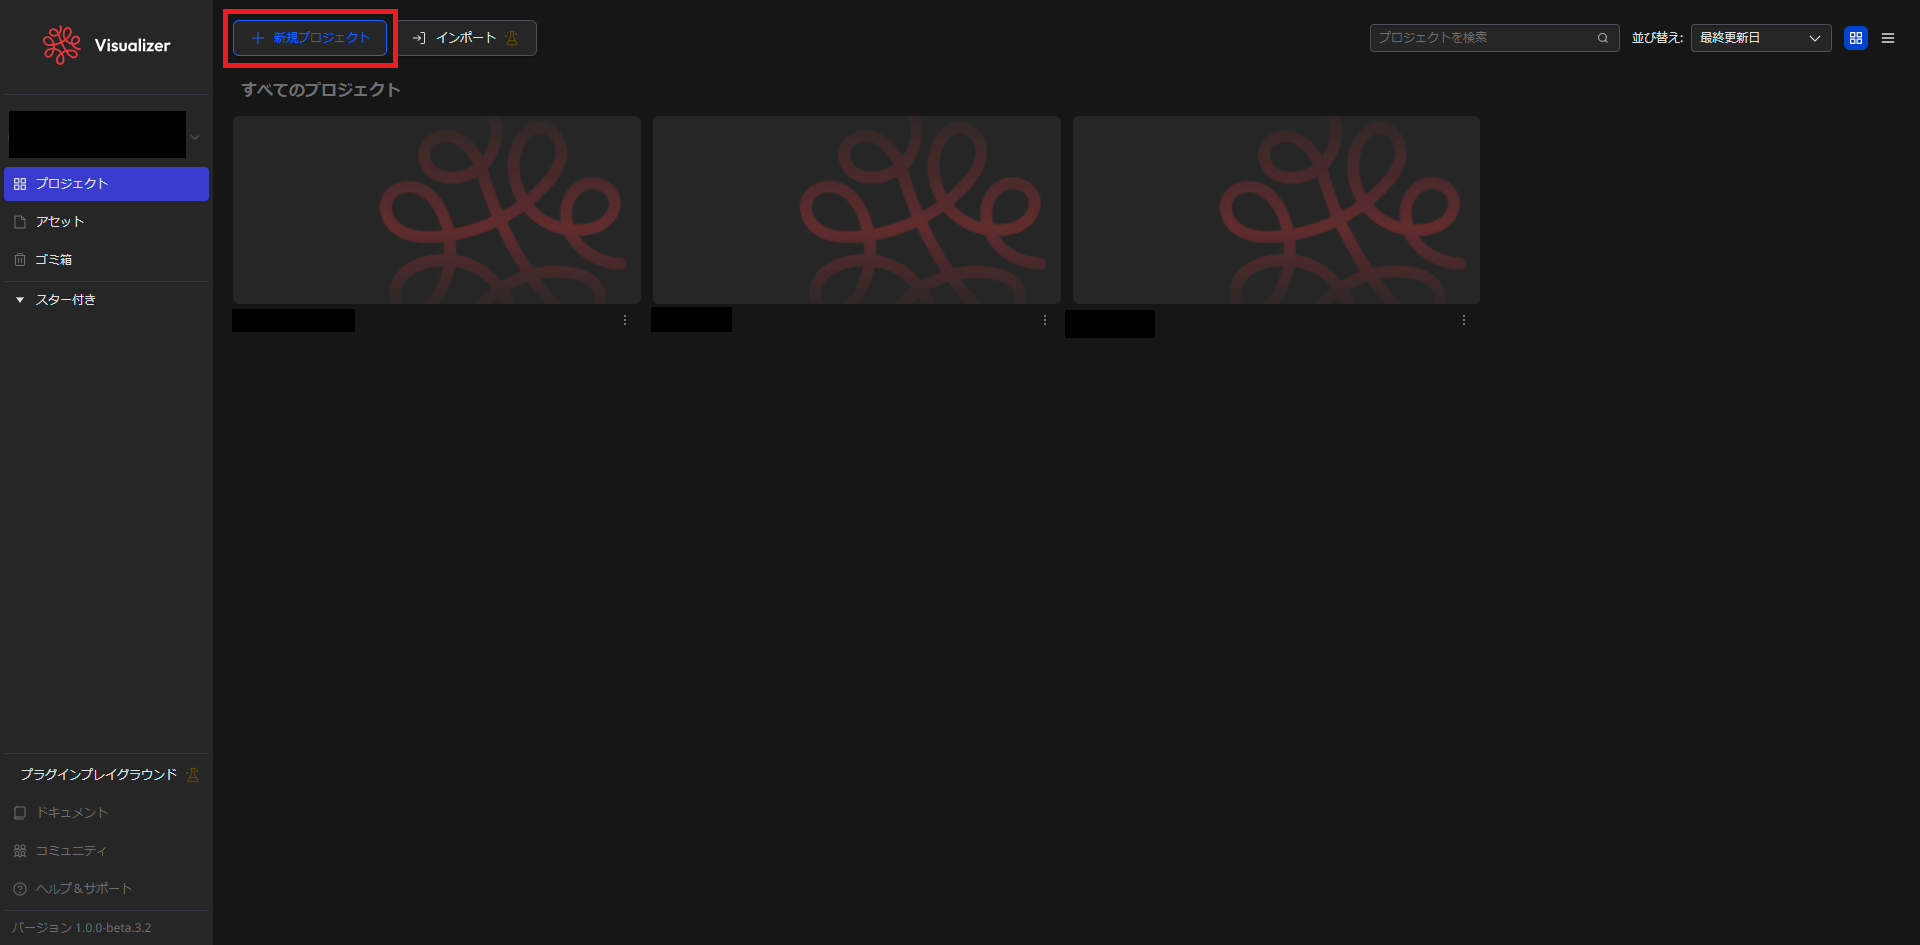 Visualizer
プロジェクト
アセット
ゴミ箱
スター付き
プラグインプレイグラウンド
ドキュメント
コミュニティ
ヘルプ&サポート
バージョン 1.0.0-beta.3.2
新規プロジェクト
インポート
プロジェクトを検索
並び替え:
最終更新日
すべてのプロジェクト